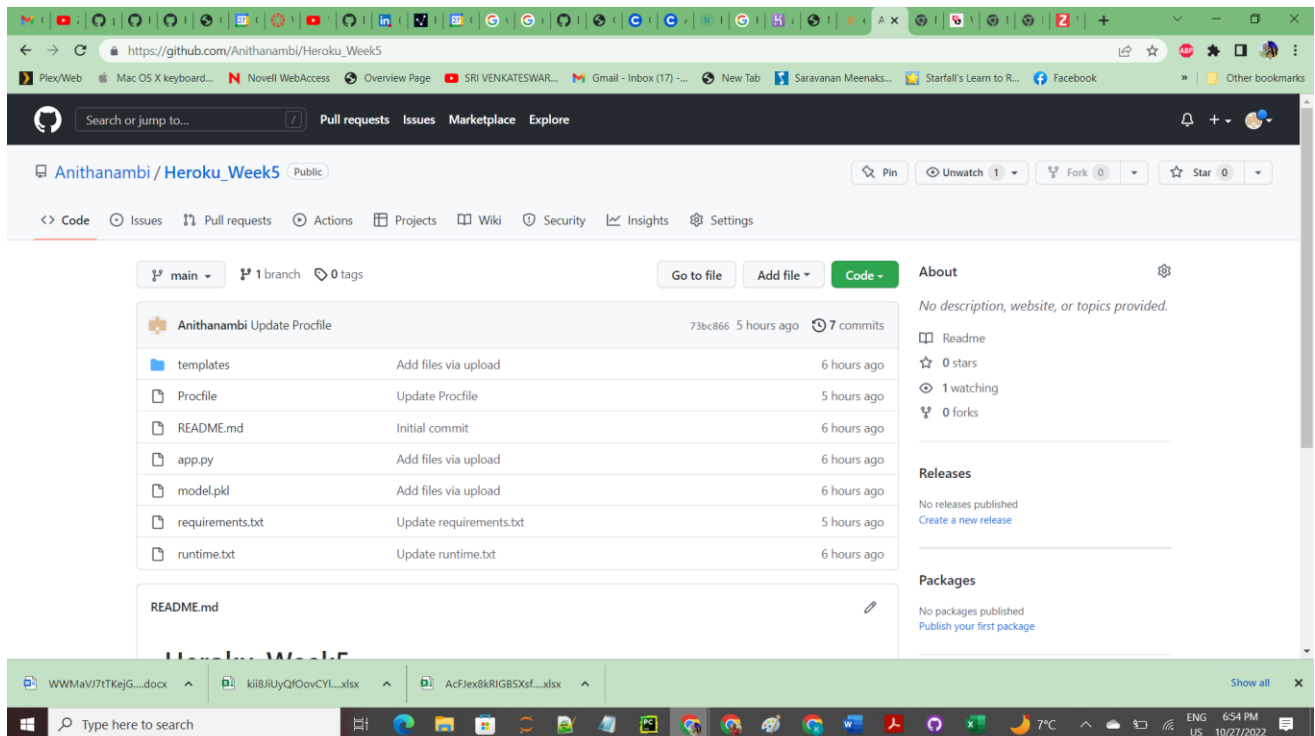 https://github.com/Anithanambi/Heroku_Week5
Plex/Web Mac OS X keyboard... Novell WebAccess Overview Page SRI VENKATESWAR... Gmail - Inbox (17) -... New Tab Saravanan Meenaks... Starfall's Learn to R... Facebook » Other bookmarks
Search or jump to... / Pull requests Issues Marketplace Explore
Anithanambi / Heroku_Week5 Public Pin Unwatch 1 Fork 0 Star 0
<> Code Issues Pull requests Actions Projects Wiki Security Insights Settings
main 1 branch 0 tags Go to file Add file Code
Anithanambi Update Procfile 73bc866 5 hours ago 7 commits
templates Add files via upload 6 hours ago
Procfile Update Procfile 5 hours ago
README.md Initial commit 6 hours ago
app.py Add files via upload 6 hours ago
model.pkl Add files via upload 6 hours ago
requirements.txt Update requirements.txt 5 hours ago
runtime.txt Update runtime.txt 6 hours ago
README.md
Heroku_Week5
About
No description, website, or topics provided.
Readme
0 stars
1 watching
0 forks
Releases
No releases published
Create a new release
Packages
No packages published
Publish your first package
WWMaVJ7tTKejG....docx kii8JiUyQfOovCYl....xlsx AcFJex8kRIGBSXsf....xlsx Show all
Type here to search 7°C ENG 6:54 PM
US 10/27/2022